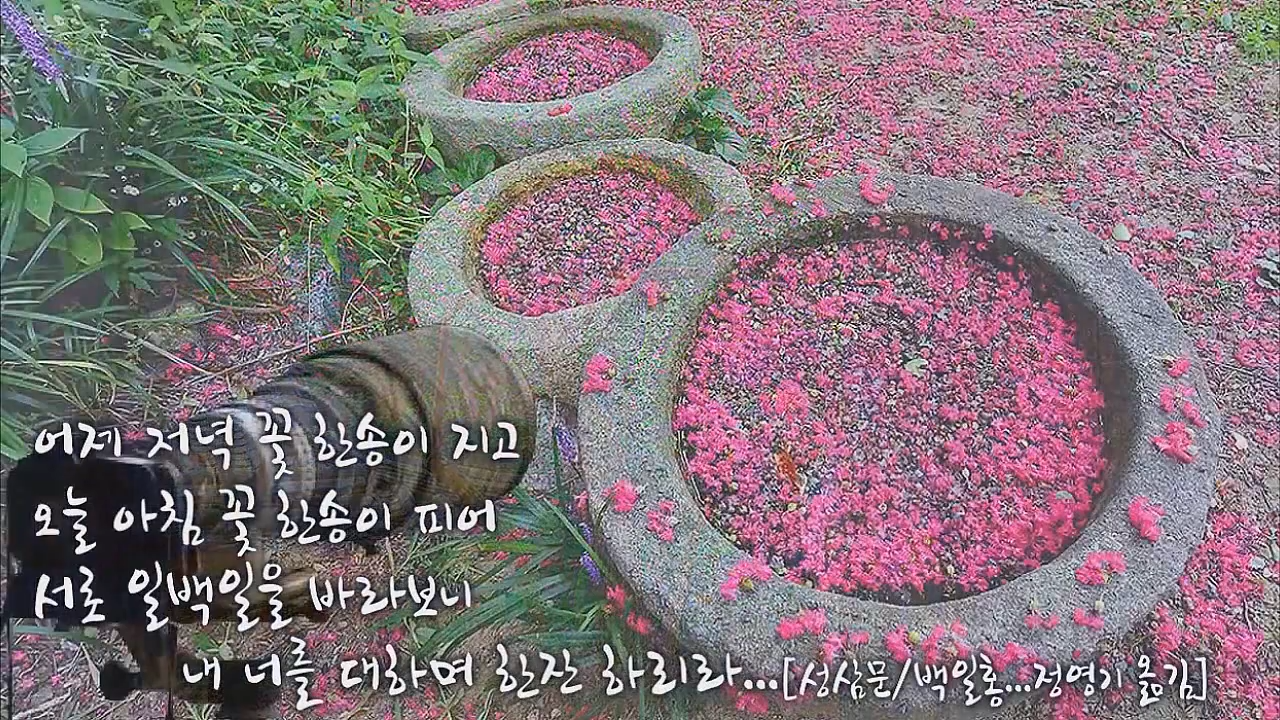 어제 저녁 꽃 한송이 지고
오늘 아침 꽃 한송이 피어
서로 일백일을 바라보니
내 너를 대하며 한잔 하리라...[성삼문/백일홍...정영기 옮김]